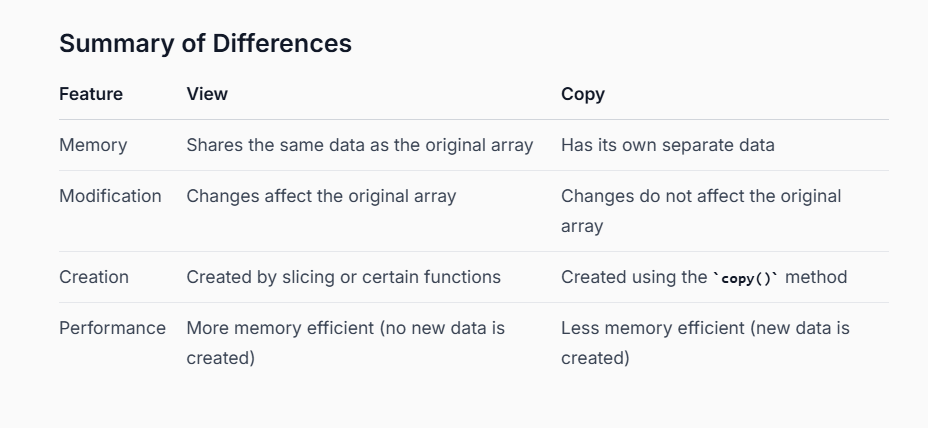 Summary of Differences
Feature View Copy
Memory Shares the same data as the original array Has its own separate data
Modification Changes affect the original array Changes do not affect the original
array
Creation Created by slicing or certain functions Created using the `copy()` method
Performance More memory efficient (no new data is Less memory efficient (new data is
created) created)